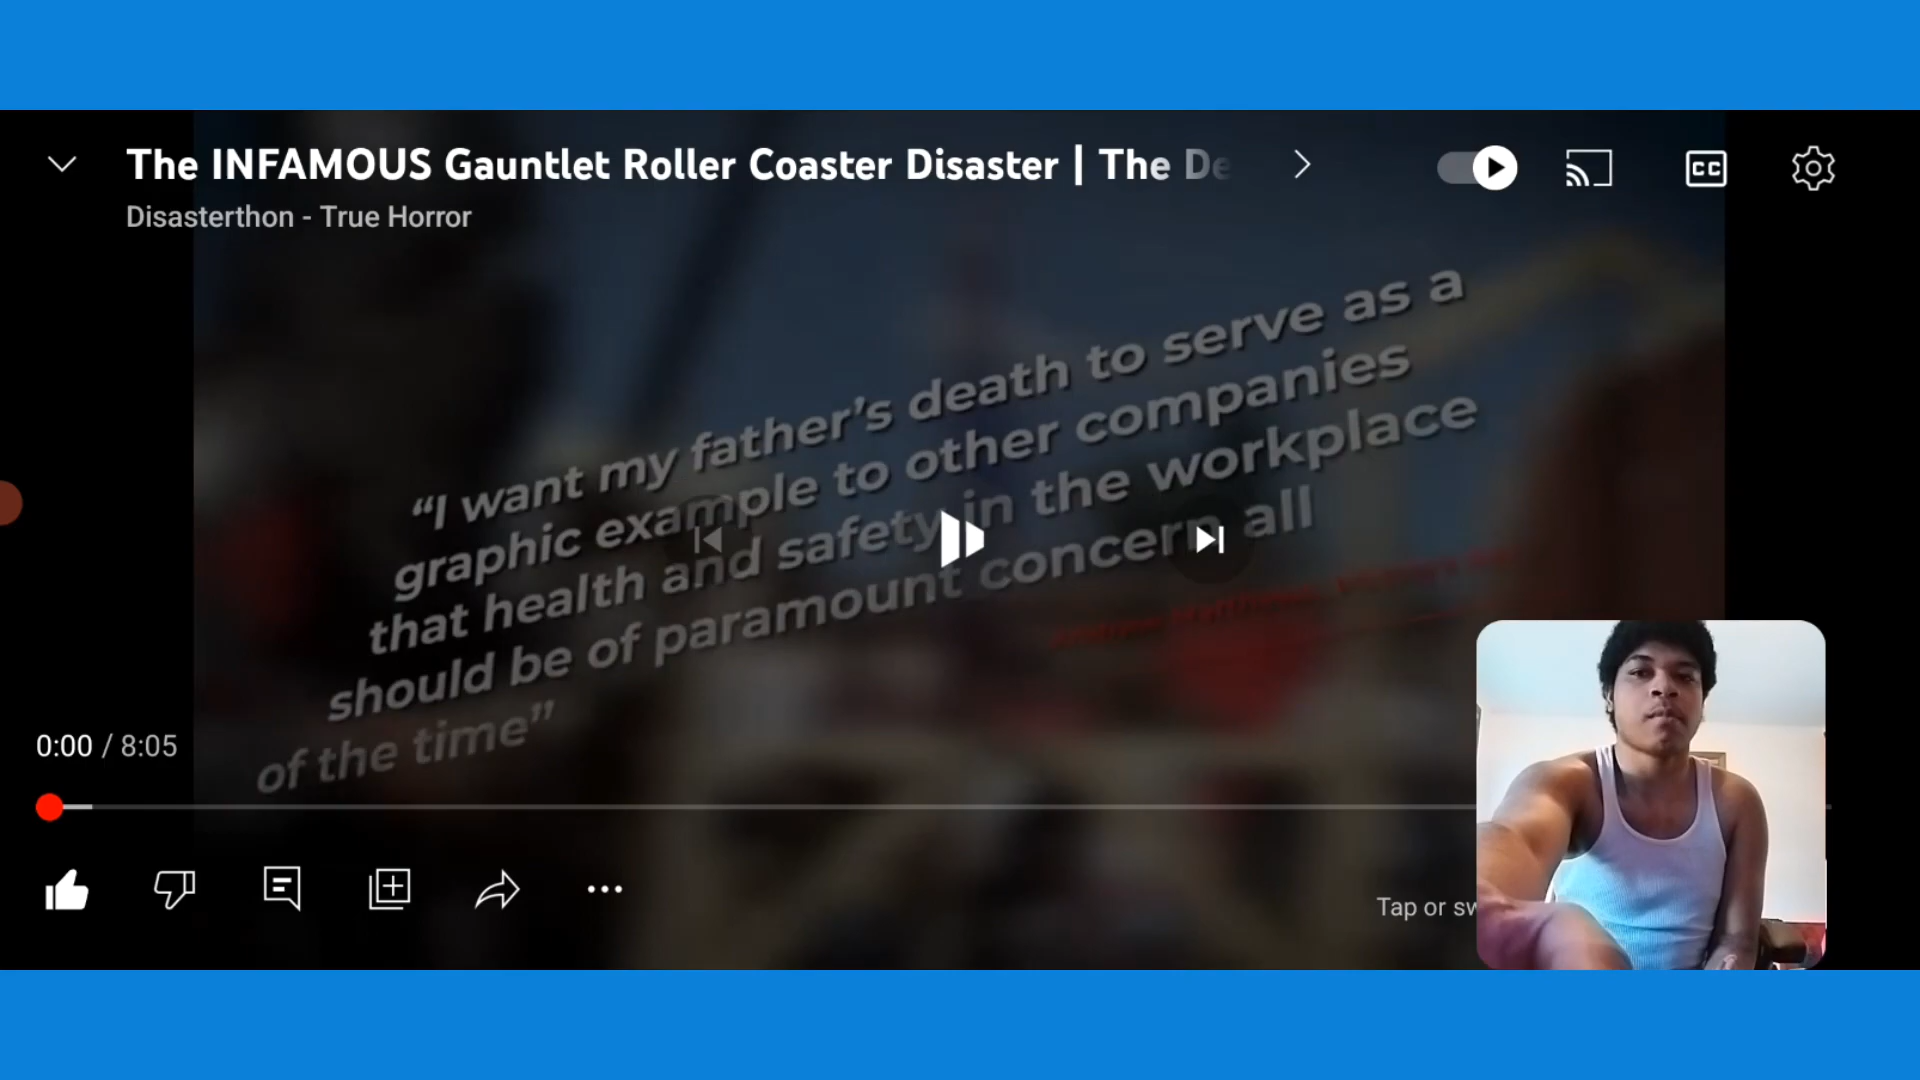 The INFAMOUS Gauntlet Roller Coaster Disaster | The De
CC
Disasterthon - True Horror
“I want my father’s death to serve as a
graphic example to other companies
that health and safety in the workplace
should be of paramount concern all
of the time”
0:00 / 8:05
Tap or sw